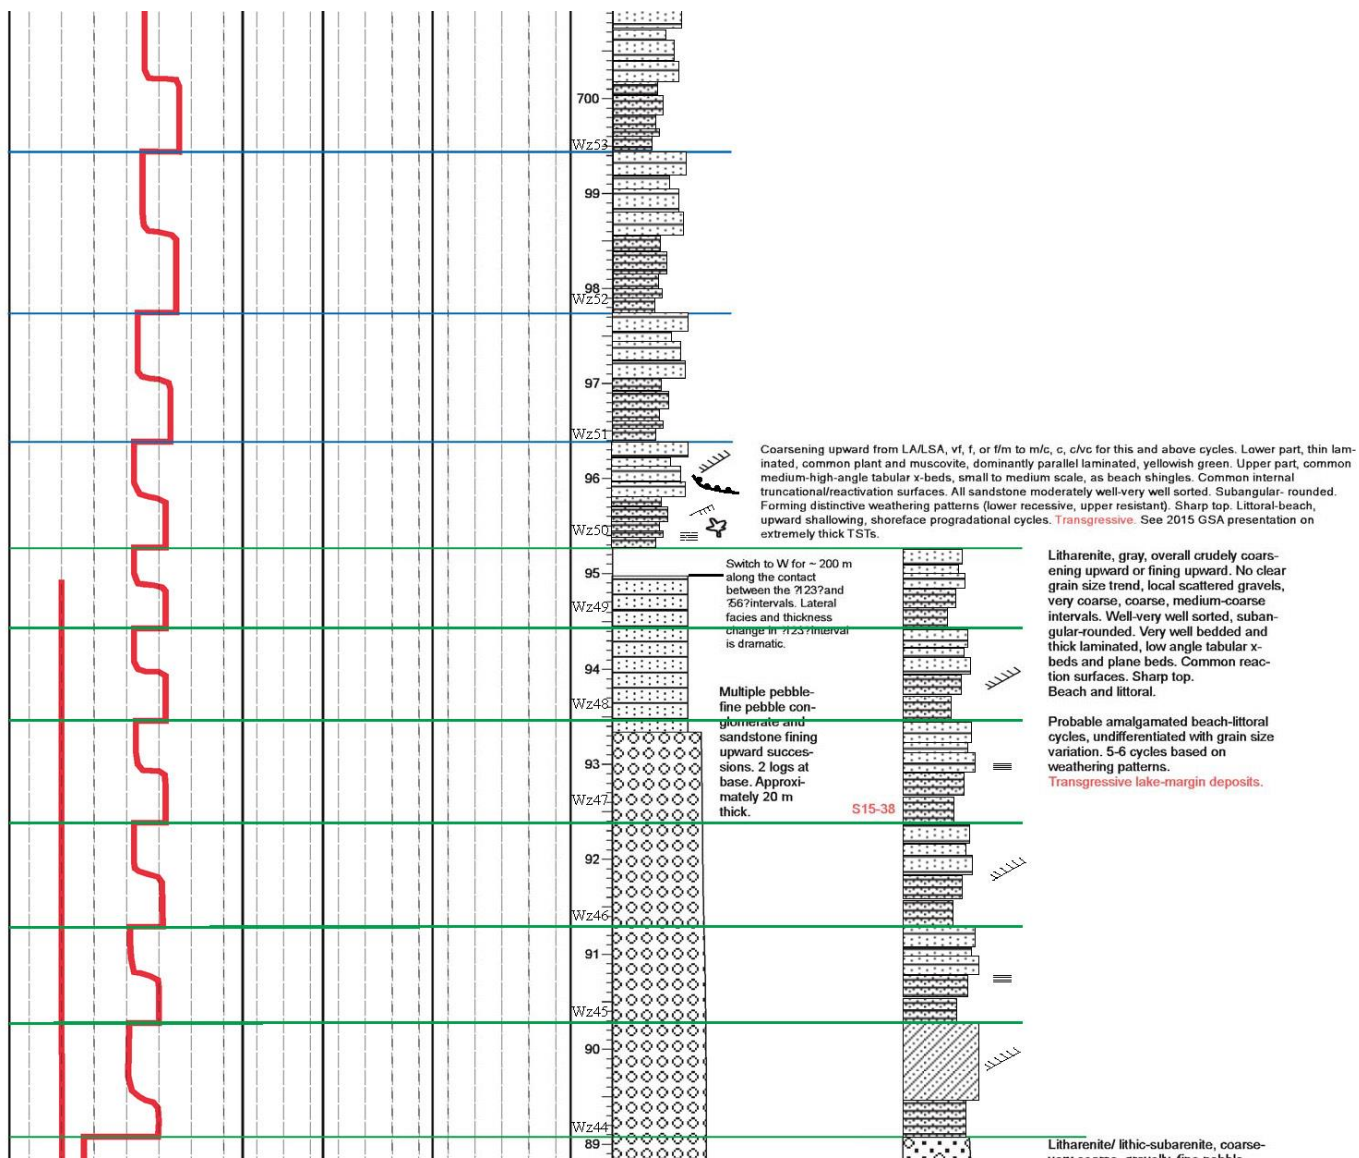 700
Wz53
99
98
Wz52
97
Wz51
96
Wz50
Coarsening upward from LA/LSA, vf, f, or f/m to m/c, c, c/vc for this and above cycles. Lower part, thin lam-
inated, common plant and muscovite, dominantly parallel laminated, yellowish green. Upper part, common
medium-high-angle tabular x-beds, small to medium scale, as beach shingles. Common internal
truncational/reactivation surfaces. All sandstone moderately well-very well sorted. Subangular- rounded.
Forming distinctive weathering patterns (lower recessive, upper resistant). Sharp top. Littoral-beach,
upward shallowing, shoreface progradational cycles. Transgressive. See 2015 GSA presentation on
extremely thick TSTs.
95
Wz49
94
Wz48
93
Wz47
92
Wz46
91
Wz45
90
Wz44
89
Switch to W for ~ 200 m
along the contact
between the ?123?and
?56?intervals. Lateral
facies and thickness
change in ?123?interval
is dramatic.
Multiple pebble-
fine pebble con-
glomerate and
sandstone fining
upward succes-
sions. 2 logs at
base. Approxi-
mately 20 m
thick.
S15-38
Litharenite, gray, overall crudely coars-
ening upward or fining upward. No clear
grain size trend, local scattered gravels,
very coarse, coarse, medium-coarse
intervals. Well-very well sorted, suban-
gular-rounded. Very well bedded and
thick laminated, low angle tabular x-
beds and plane beds. Common reac-
tion surfaces. Sharp top.
Beach and littoral.
Probable amalgamated beach-littoral
cycles, undifferentiated with grain size
variation. 5-6 cycles based on
weathering patterns.
Transgressive lake-margin deposits.
Litharenite/ lithic-subarenite, coarse-